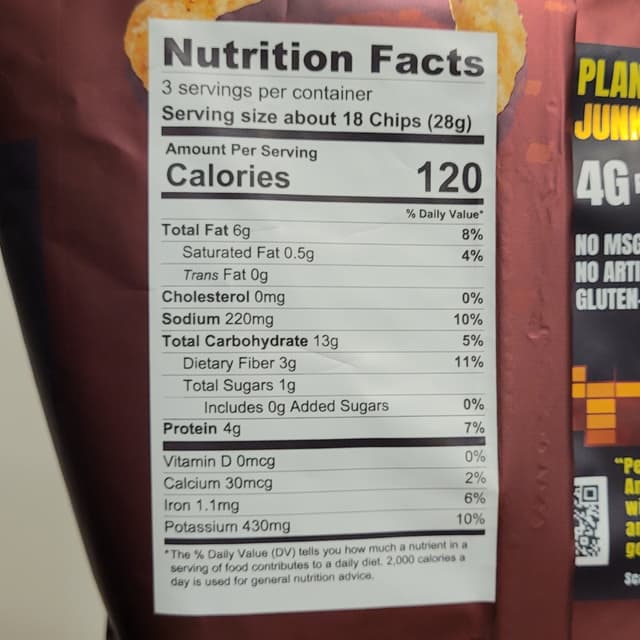 Nutrition Facts
3 servings per container
Serving size about 18 Chips (28g)
Amount Per Serving
Calories 120
% Daily Value*
Total Fat 6g 8%
Saturated Fat 0.5g 4%
Trans Fat 0g
Cholesterol 0mg 0%
Sodium 220mg 10%
Total Carbohydrate 13g 5%
Dietary Fiber 3g 11%
Total Sugars 1g
Includes 0g Added Sugars 0%
Protein 4g 7%
Vitamin D 0mcg 0%
Calcium 30mcg 2%
Iron 1.1mg 6%
Potassium 430mg 10%
*The % Daily Value (DV) tells you how much a nutrient in a
serving of food contributes to a daily diet. 2,000 calories a
day is used for general nutrition advice.
PLAN
JUNK
4G
NO MSG
NO ARTI
GLUTEN-
"Pe